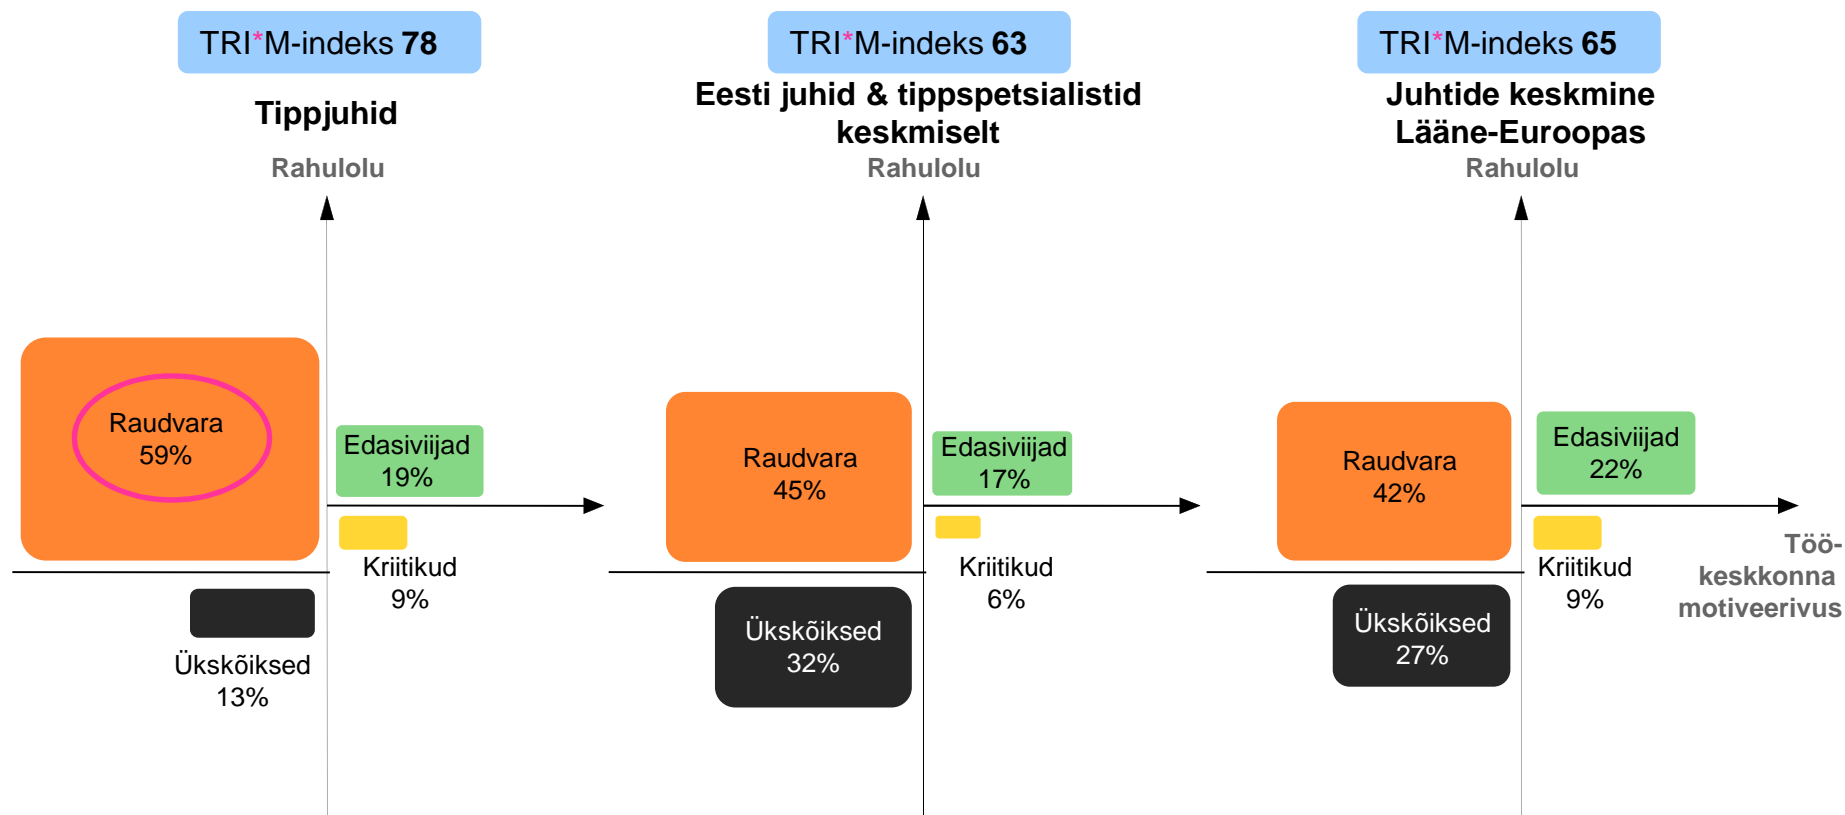 TRI*M-indeks 78
Tippjuhid
Rahulolu
Raudvara
59%
Edasiviijad
19%
Kriitikud
9%
Ükskõiksed
13%
TRI*M-indeks 63
Eesti juhid & tippspetsialistid
keskmiselt
Rahulolu
Raudvara
45%
Edasiviijad
17%
Kriitikud
6%
Ükskõiksed
32%
TRI*M-indeks 65
Juhtide keskmine
Lääne-Euroopas
Rahulolu
Raudvara
42%
Edasiviijad
22%
Kriitikud
9%
Ükskõiksed
27%
Töö-
keskkonna
motiveerivus